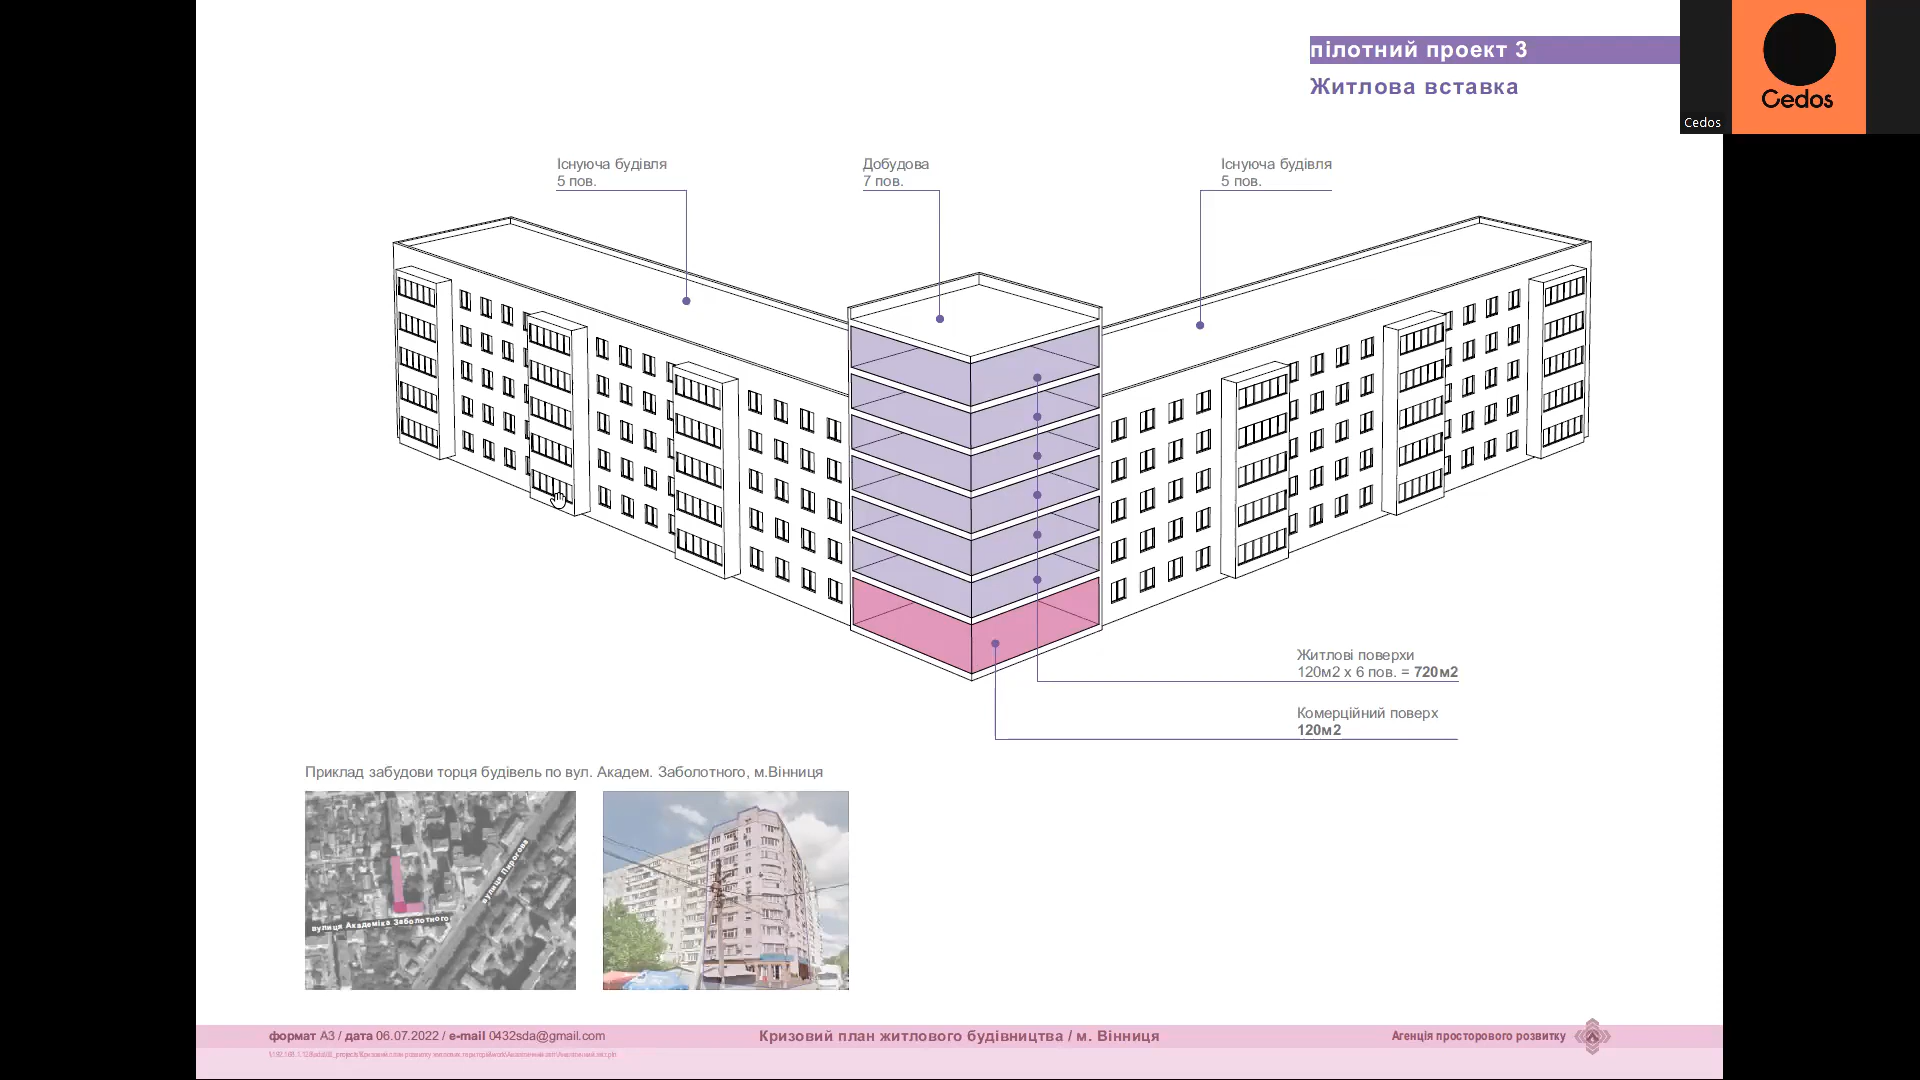 пілотний проект 3
Житлова вставка
Cedos
Cedos
Існуюча будівля
5 пов.
Добудова
7 пов.
Існуюча будівля
5 пов.
Житлові поверхи
120м2 х 6 пов. = 720м2
Комерційний поверх
120м2
Приклад забудови торця будівель по вул. Академ. Заболотного, м.Вінниця
вулиця Пирогова
вулиця Академіка Заболотного
формат А3 / дата 06.07.2022 / e-mail 0432sda@gmail.com
Кризовий план житлового будівництва / м. Вінниця
Агенція просторового розвитку